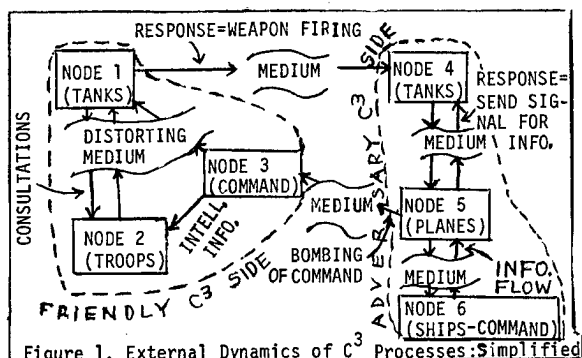 RESPONSE=WEAPON FIRING
NODE 1
(TANKS)
MEDIUM
NODE 4
(TANKS)
RESPONSE=
SEND SIG-
NAL FOR
INFO.
DISTORTING
MEDIUM
MEDIUM
CONSULTATIONS
NODE 3
(COMMAND)
MEDIUM
NODE 5
(PLANES)
INTELL.
INFO.
NODE 2
(TROOPS)
BOMBING
OF COMMAND
MEDIUM
INFO.
FLOW
FRIENDLY C³ SIDE
ADVERSARY C³ SIDE
NODE 6
(SHIPS-COMMAND)
Figure 1. External Dynamics of C³ Processes:Simplified